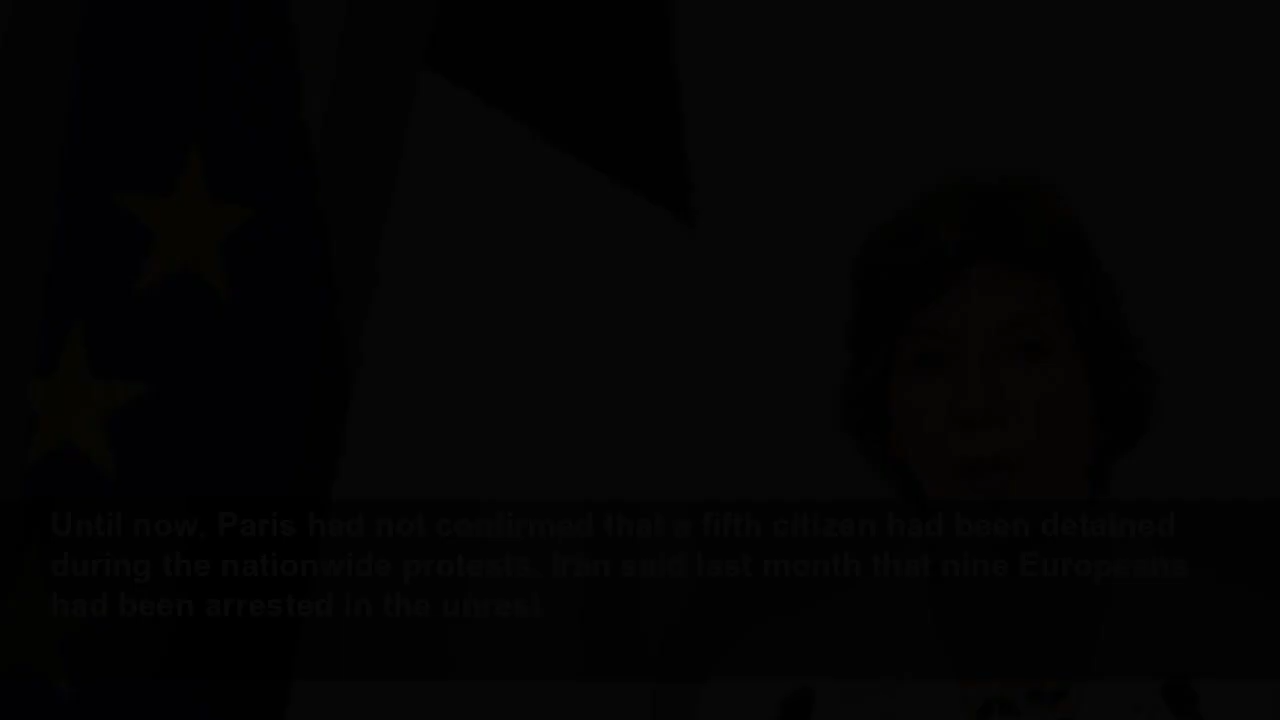 Until now, Paris had not confirmed that a fifth citizen had been detained
during the nationwide protests. Iran said last month that nine Europeans
had been arrested in the unrest.